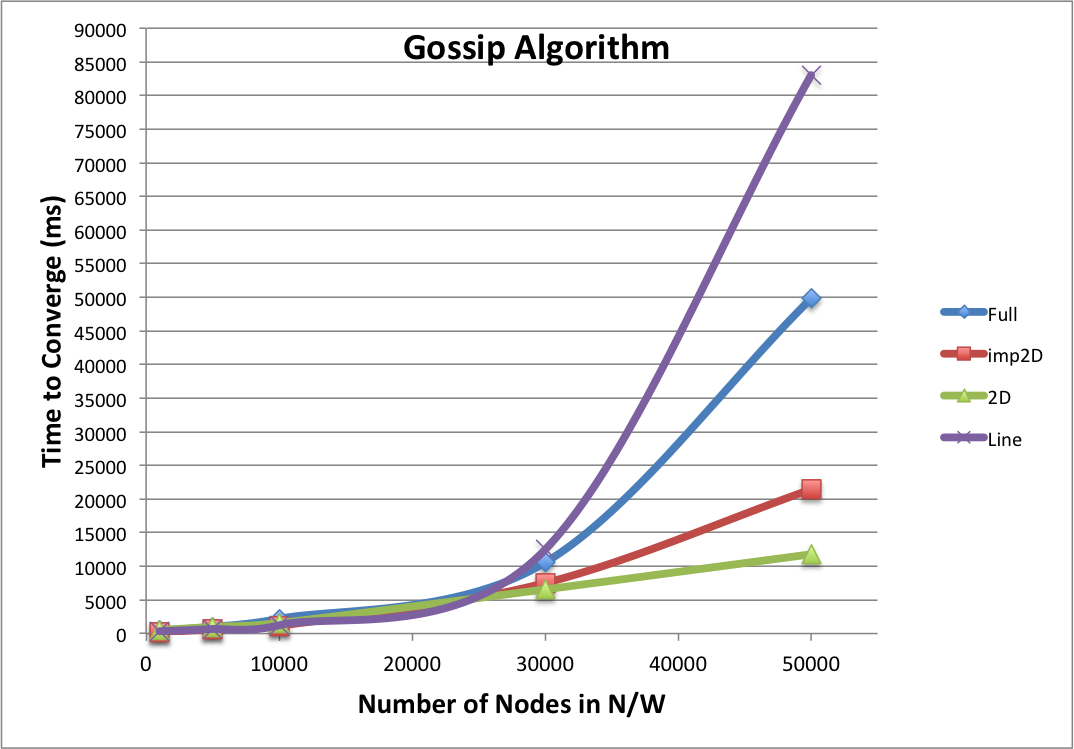 Gossip Algorithm
90000
85000
80000
75000
70000
65000
60000
55000
50000
45000
40000
35000
30000
25000
20000
15000
10000
5000
0
Time to Converge (ms)
0 10000 20000 30000 40000 50000
Number of Nodes in N/W
Full
imp2D
2D
Line